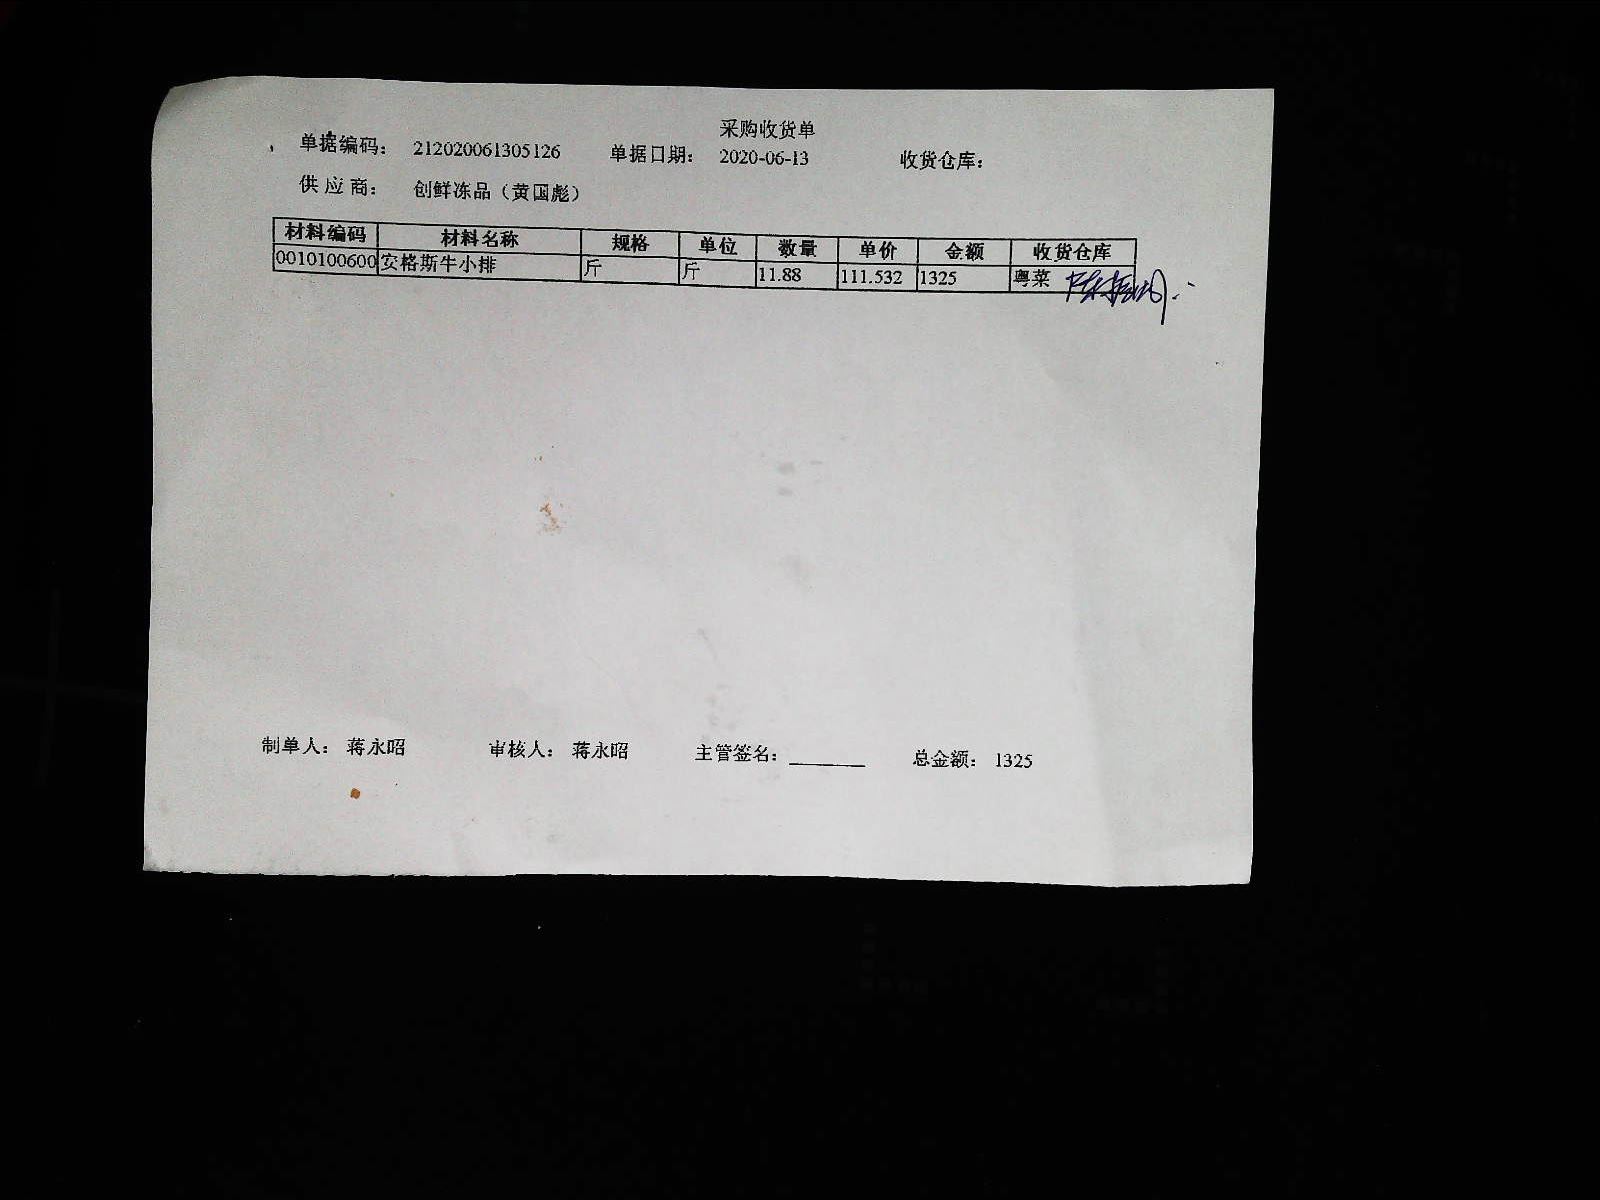 采购收货单
单据编码： 212020061305126 单据日期： 2020-06-13 收货仓库：
供 应 商： 创鲜冻品（黄国彪）
材料编码 材料名称 规格 单位 数量 单价 金额 收货仓库
0010100600 安格斯牛小排 斤 斤 11.88 111.532 1325 粤菜
制单人： 蒋永昭 审核人： 蒋永昭 主管签名： 总金额： 1325